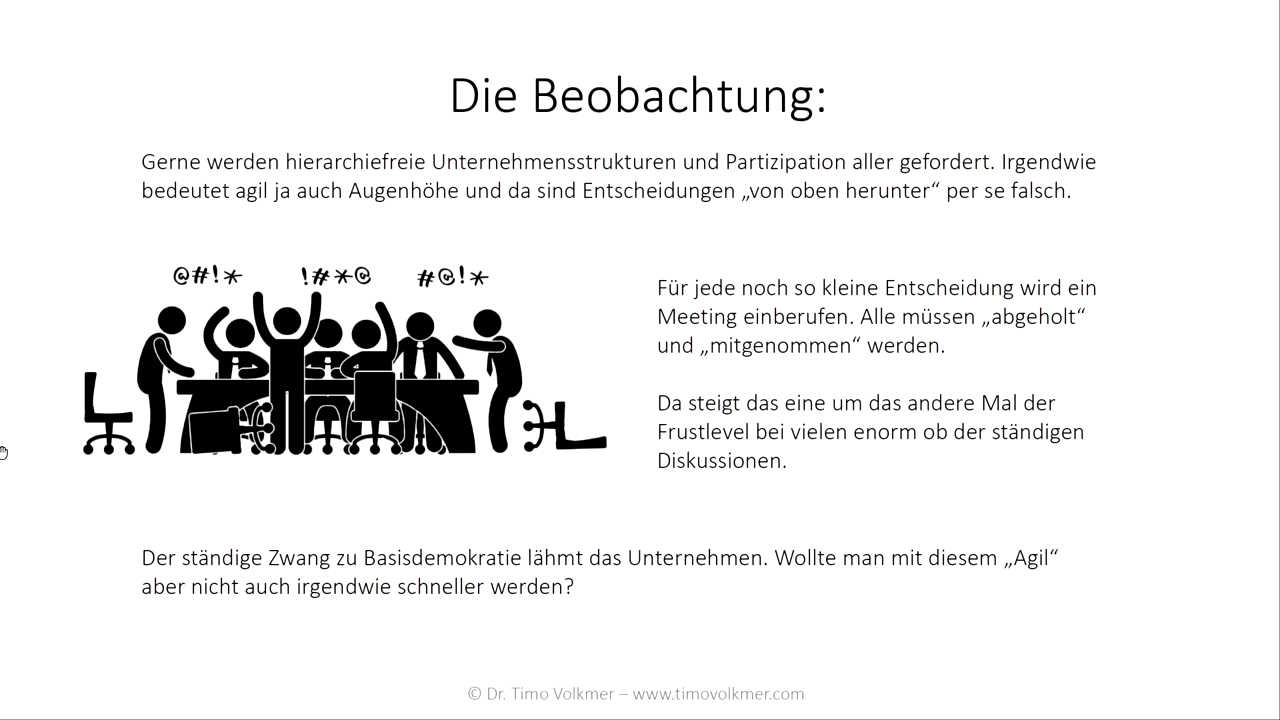 Die Beobachtung:
Gerne werden hierarchiefreie Unternehmensstrukturen und Partizipation aller gefordert. Irgendwie
bedeutet agil ja auch Augenhöhe und da sind Entscheidungen „von oben herunter“ per se falsch.
@#!* !#*@ #@!*
Für jede noch so kleine Entscheidung wird ein
Meeting einberufen. Alle müssen „abgeholt“
und „mitgenommen“ werden.
Da steigt das eine um das andere Mal der
Frustlevel bei vielen enorm ob der ständigen
Diskussionen.
Der ständige Zwang zu Basisdemokratie lähmt das Unternehmen. Wollte man mit diesem „Agil“
aber nicht auch irgendwie schneller werden?
© Dr. Timo Volkmer – www.timovolkmer.com